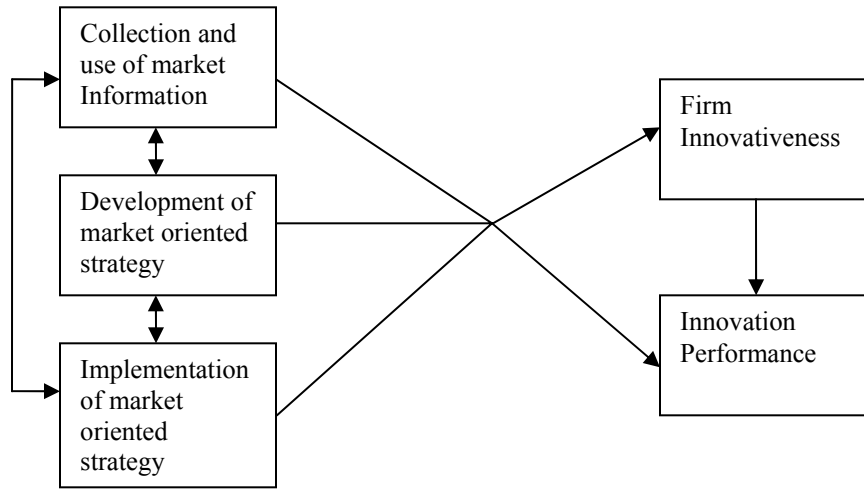 Collection and
use of market
Information
Development of
market oriented
strategy
Implementation
of market
oriented
strategy
Firm
Innovativeness
Innovation
Performance